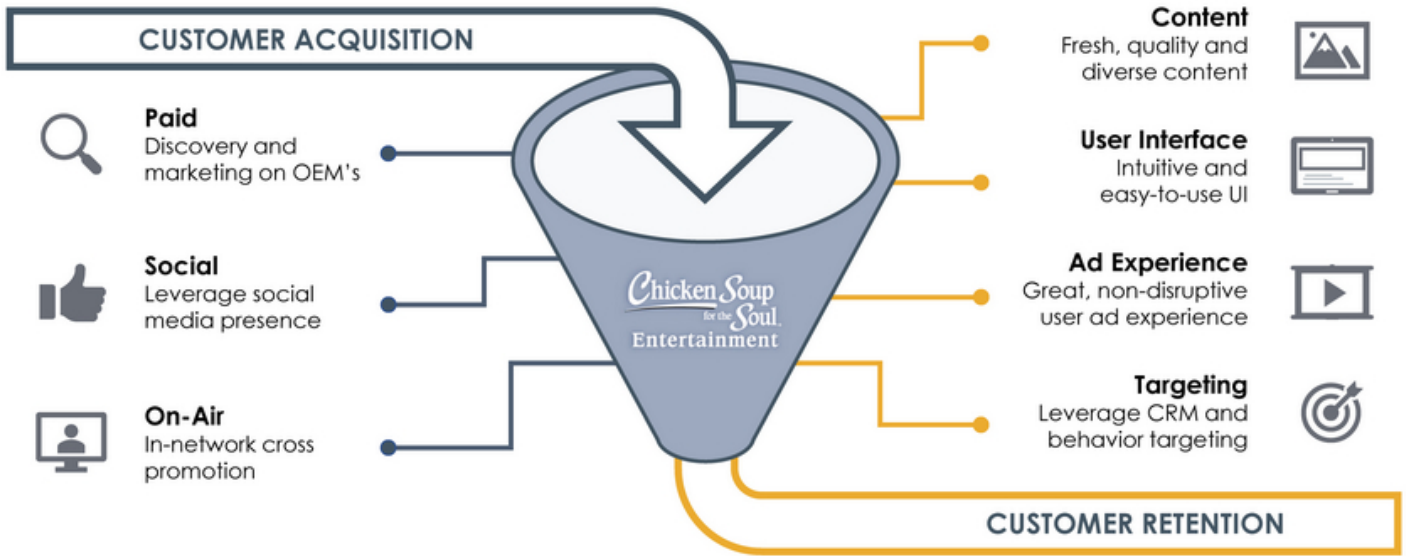 CUSTOMER ACQUISITION
Paid
Discovery and
marketing on OEM's
Social
Leverage social
media presence
On-Air
In-network cross
promotion
Chicken Soup
for the Soul
Entertainment
Content
Fresh, quality and
diverse content
User Interface
Intuitive and
easy-to-use UI
Ad Experience
Great, non-disruptive
user ad experience
Targeting
Leverage CRM and
behavior targeting
CUSTOMER RETENTION